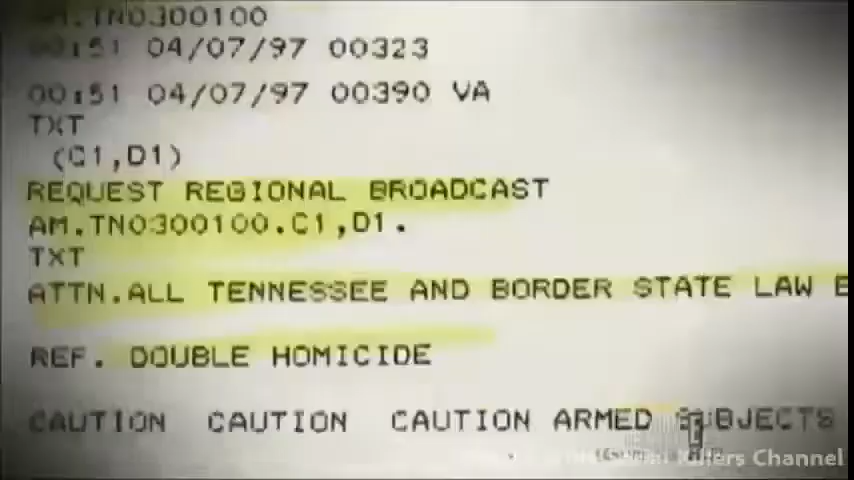 AM.TN0300100
00:51 04/07/97 00323
00:51 04/07/97 00390 VA
TXT
(C1,D1)
REQUEST REGIONAL BROADCAST
AM.TN0300100.C1,D1.
TXT
ATTN.ALL TENNESSEE AND BORDER STATE LAW E
REF. DOUBLE HOMICIDE
CAUTION CAUTION CAUTION ARMED SUBJECTS
Killers Channel